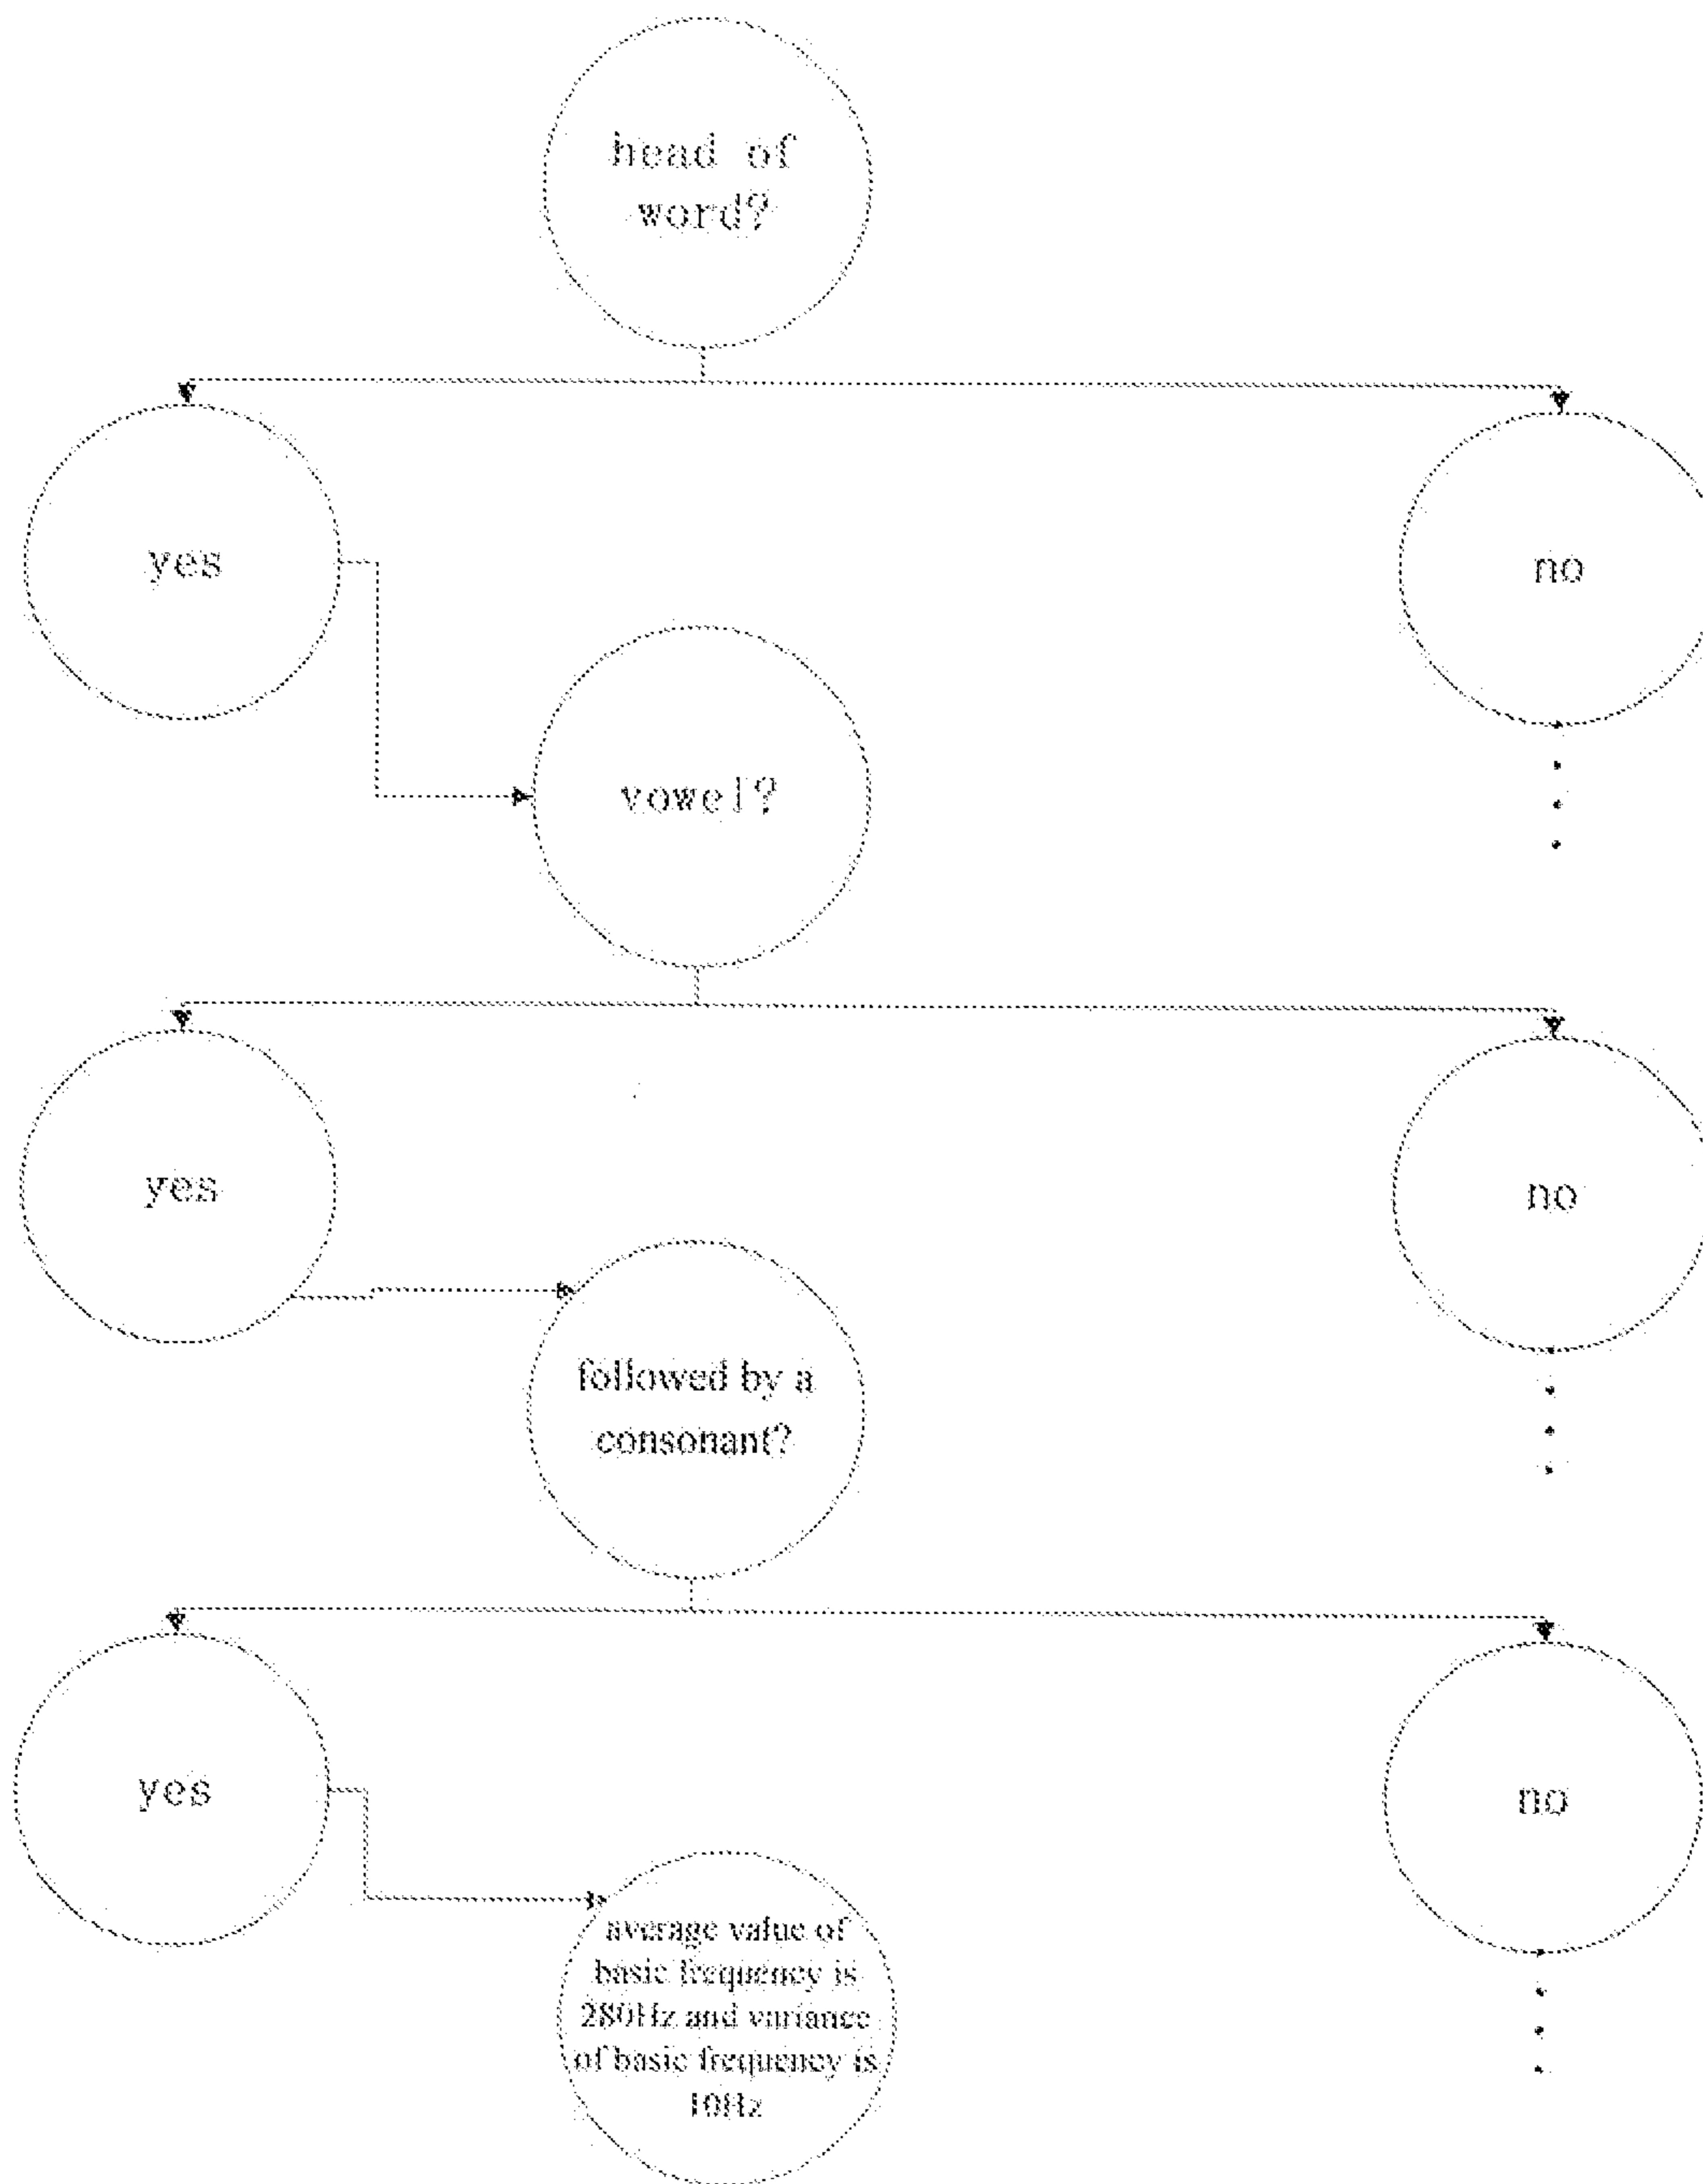 head of
word?
yes
no
vowel?
yes
no
followed by a
consonant?
yes
no
average value of
basic frequency is
280Hz and variance
of basic frequency is
10Hz